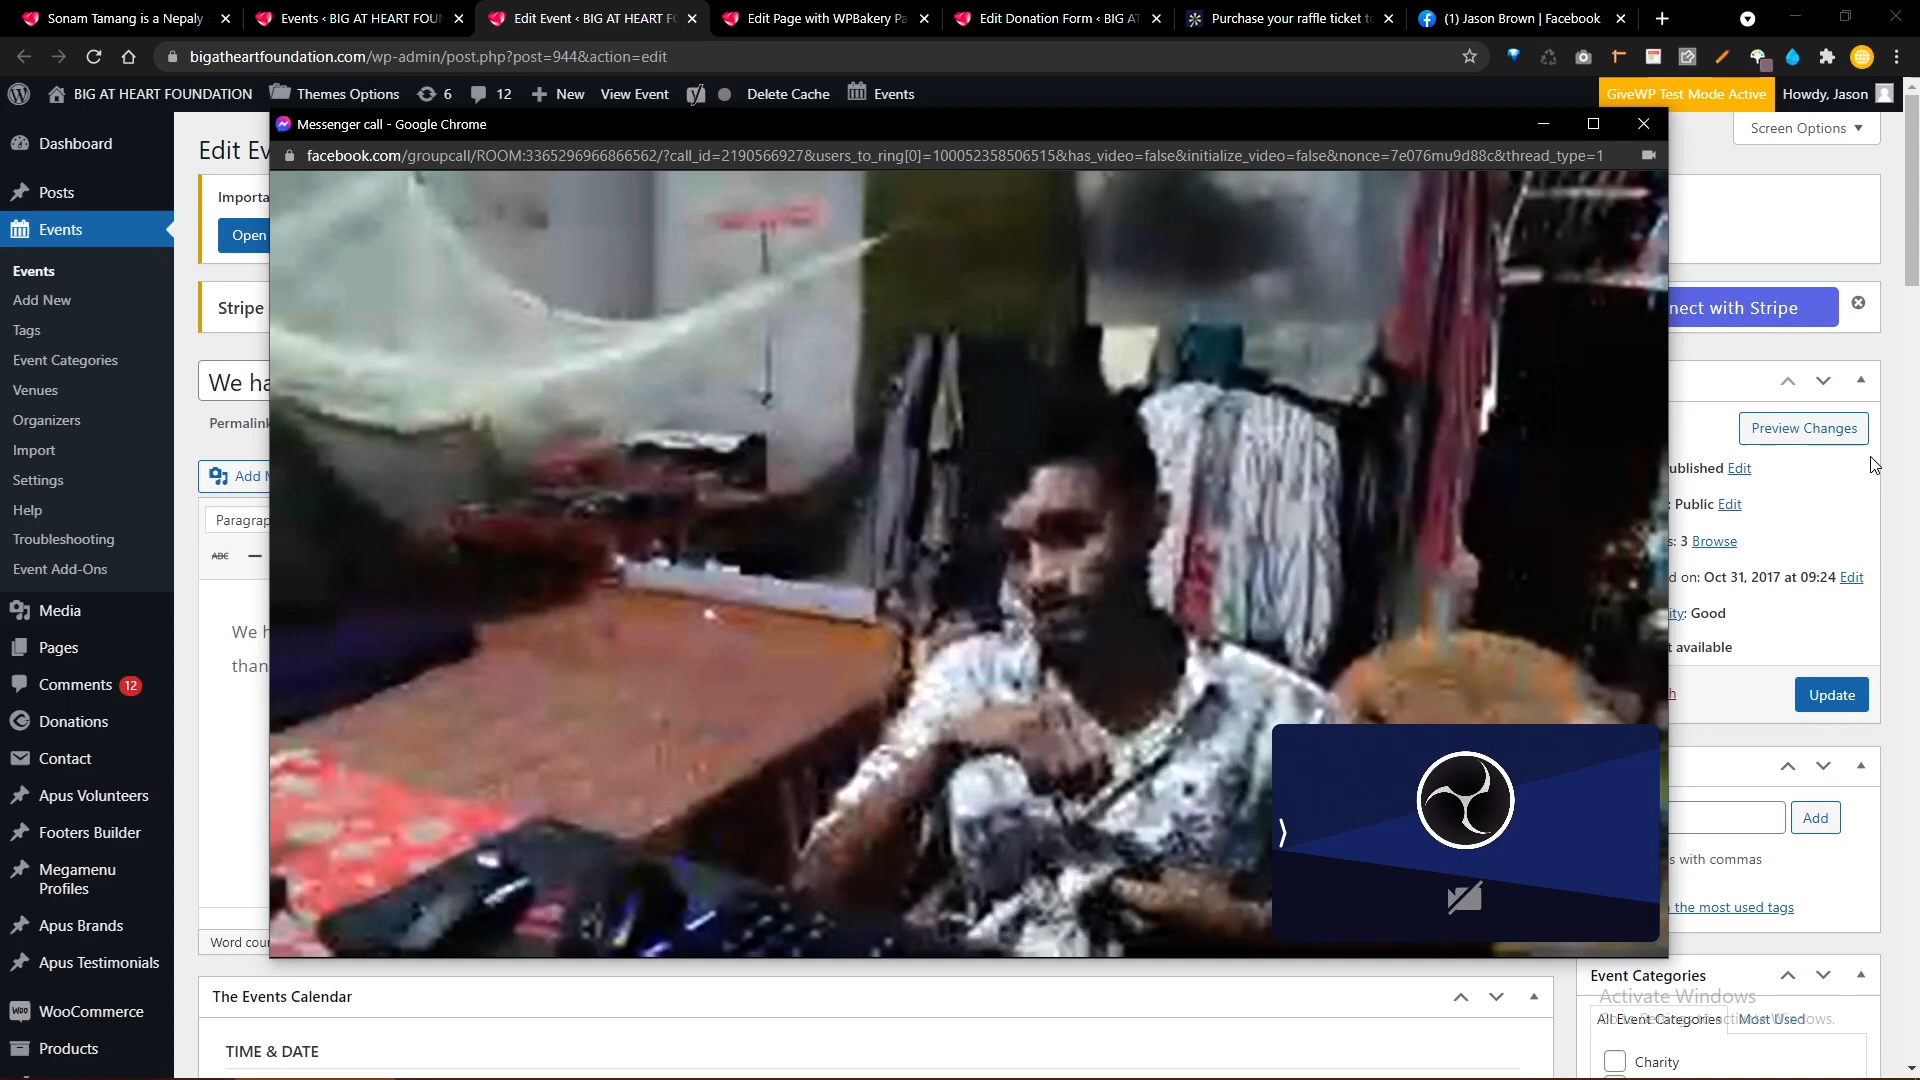 Sonam Tamang is a Nepaly
Events ‹ BIG AT HEART FOUN
Edit Event ‹ BIG AT HEART F
Edit Page with WPBakery Pa
Edit Donation Form ‹ BIG AT
Purchase your raffle ticket to
(1) Jason Brown | Facebook
bigatheartfoundation.com/wp-admin/post.php?post=944&action=edit
BIG AT HEART FOUNDATION
Themes Options
6
12
New
View Event
Delete Cache
Events
GiveWP Test Mode Active
Howdy, Jason
Messenger call - Google Chrome
facebook.com/groupcall/ROOM:3365296966866562/?call_id=2190566927&users_to_ring[0]=100052358506515&has_video=false&initialize_video=false&nonce=7e076mu9d88c&thread_type=1
Screen Options
Dashboard
Posts
Events
Events
Add New
Tags
Event Categories
Venues
Organizers
Import
Settings
Help
Troubleshooting
Event Add-Ons
Media
Pages
Comments 12
Donations
Contact
Apus Volunteers
Footers Builder
Megamenu
Profiles
Apus Brands
Apus Testimonials
WooCommerce
Products
Edit Ev
Importa
Open
Stripe
nect with Stripe
We ha
Permalink
Add M
Paragrap
ABC
We h
than
Word cou
Preview Changes
ublished Edit
: Public Edit
s: 3 Browse
d on: Oct 31, 2017 at 09:24 Edit
ity: Good
t available
h
Update
Add
s with commas
the most used tags
The Events Calendar
TIME & DATE
Event Categories
Activate Windows
All Event Categories
Most Used
Charity